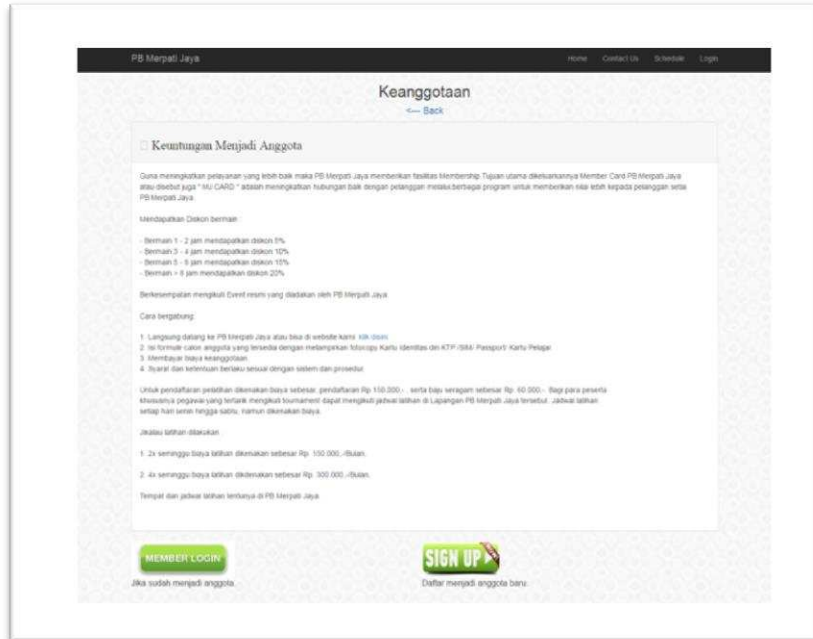 PB Merpati Jaya
Home Contact Us Schedule Login
Keanggotaan
<--- Back
Keuntungan Menjadi Anggota
Guna meningkatkan pelayanan yang lebih baik maka PB Merpati Jaya memberikan fasilitas Membership Tujuan utama dikeluarkannya Member Card PB Merpati Jaya
atau disebut juga " MJ CARD " adalah meningkatkan hubungan baik dengan pelanggan melalui berbagai program untuk memberikan nilai lebih kepada pelanggan setia
PB Merpati Jaya.
Mendapatkan Diskon bermain
- Bermain 1 - 2 jam mendapatkan diskon 5%
- Bermain 3 - 4 jam mendapatkan diskon 10%
- Bermain 5 - 6 jam mendapatkan diskon 15%
- Bermain > 6 jam mendapatkan diskon 20%
Berkesempatan mengikuti Event resmi yang diadakan oleh PB Merpati Jaya
Cara bergabung:
1. Langsung datang ke PB Merpati Jaya atau bisa di website kami klik disini
2. Isi formulir calon anggota yang tersedia dengan melampirkan fotocopy Kartu Identitas diri KTP /SIM/ Passport/ Kartu Pelajar
3. Membayar biaya keanggotaan.
4. Syarat dan ketentuan berlaku sesuai dengan sistem dan prosedur.
Untuk pendaftaran pelatihan dikenakan biaya sebesar, pendaftaran Rp 150.000,- , serta baju seragam sebesar Rp. 60.000,-. Bagi para peserta
khususnya pegawai yang tertarik mengikuti tournament dapat mengikuti jadwal latihan di Lapangan PB Merpati Jaya tersebut. Jadwal latihan
setiap hari senin hingga sabtu, namun dikenakan biaya.
Jikalau latihan dilakukan
1. 2x seminggu biaya latihan dikenakan sebesar Rp. 150.000,-/Bulan.
2. 4x seminggu biaya latihan dikdenakan sebesar Rp. 300.000,-/Bulan.
Tempat dan jadwal latihan tentunya di PB Merpati Jaya.
MEMBER LOGIN
SIGN UP
Jika sudah menjadi anggota.
Daftar menjadi anggota baru.